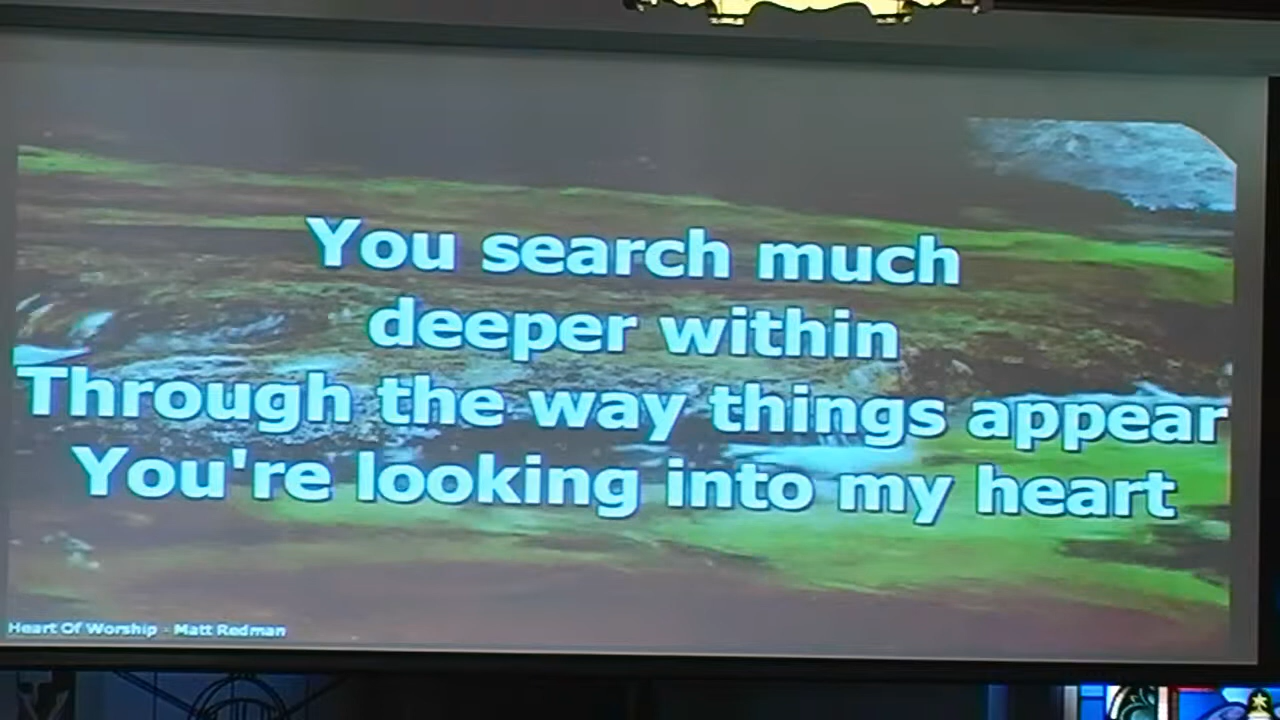 You search much
deeper within
Through the way things appear
You're looking into my heart
Heart Of Worship - Matt Redman